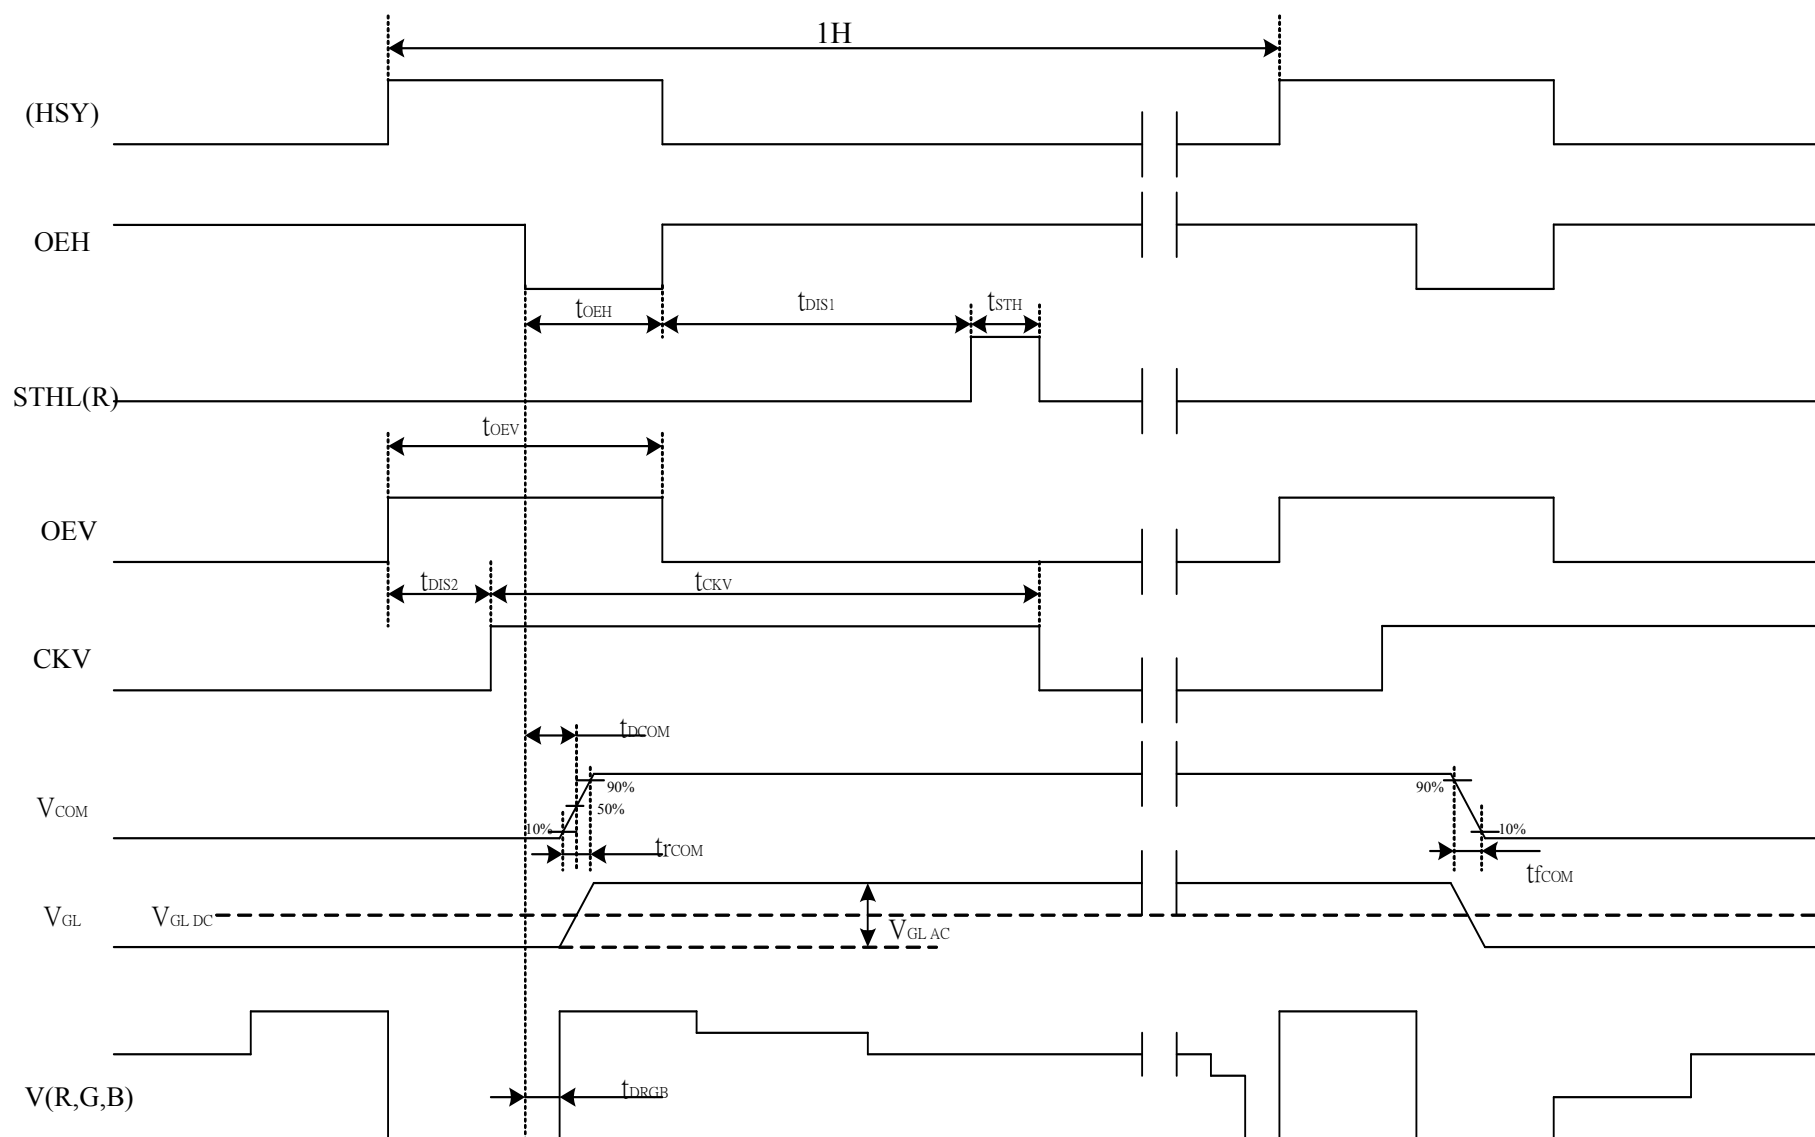 1H
(HSY)
OEH
tOEH
tDIS1
tSTH
STHL(R)
tOEV
OEV
tDIS2
tCKV
CKV
tDCOM
90%
90%
VCOM
50%
10%
10%
trCOM
tfCOM
VGL
VGL DC
VGL AC
V(R,G,B)
tDRGB